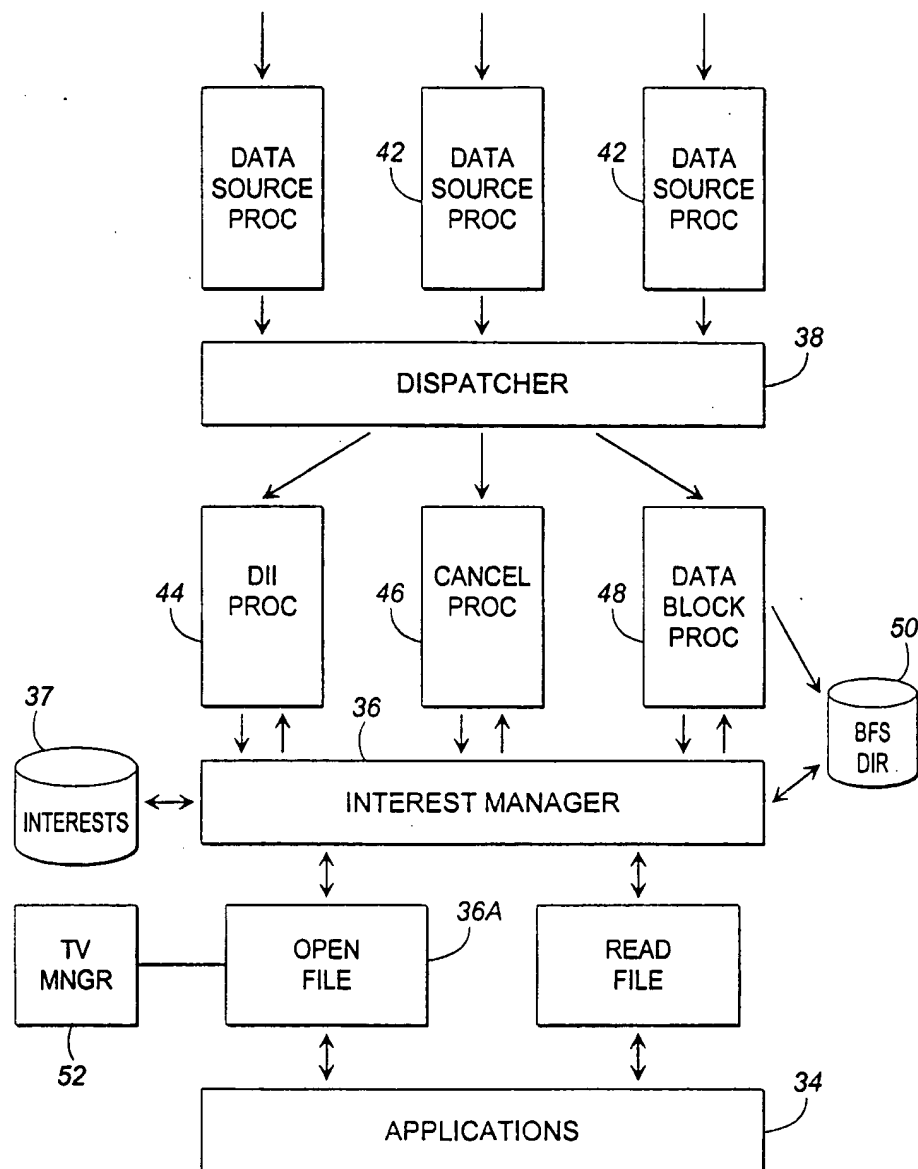 DATA
SOURCE
PROC
42
DATA
SOURCE
PROC
42
DATA
SOURCE
PROC
38
DISPATCHER
44
DII
PROC
46
CANCEL
PROC
48
DATA
BLOCK
PROC
50
BFS
DIR
37
INTERESTS
36
INTEREST MANAGER
TV
MNGR
52
OPEN
FILE
36A
READ
FILE
34
APPLICATIONS